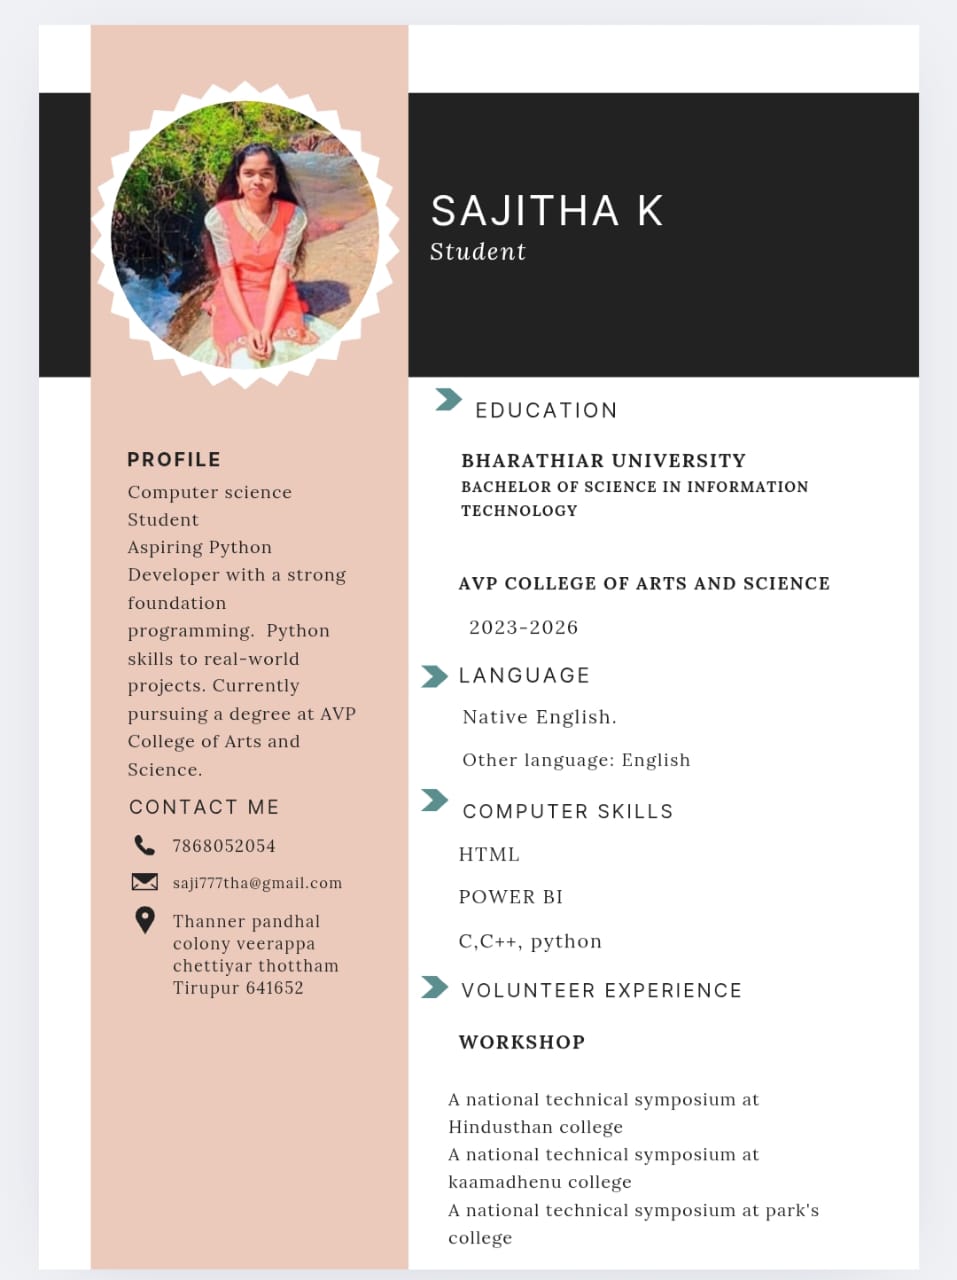 SAJITHA K
Student
PROFILE
Computer science
Student
Aspiring Python
Developer with a strong
foundation
programming.  Python
skills to real-world
projects. Currently
pursuing a degree at AVP
College of Arts and
Science.
CONTACT ME
7868052054
saji777tha@gmail.com
Thanner pandhal
colony veerappa
chettiyar thottham
Tirupur 641652
EDUCATION
BHARATHIAR UNIVERSITY
BACHELOR OF SCIENCE IN INFORMATION
TECHNOLOGY
AVP COLLEGE OF ARTS AND SCIENCE
2023-2026
LANGUAGE
Native English.
Other language: English
COMPUTER SKILLS
HTML
POWER BI
C,C++, python
VOLUNTEER EXPERIENCE
WORKSHOP
A national technical symposium at
Hindusthan college
A national technical symposium at
kaamadhenu college
A national technical symposium at park's
college